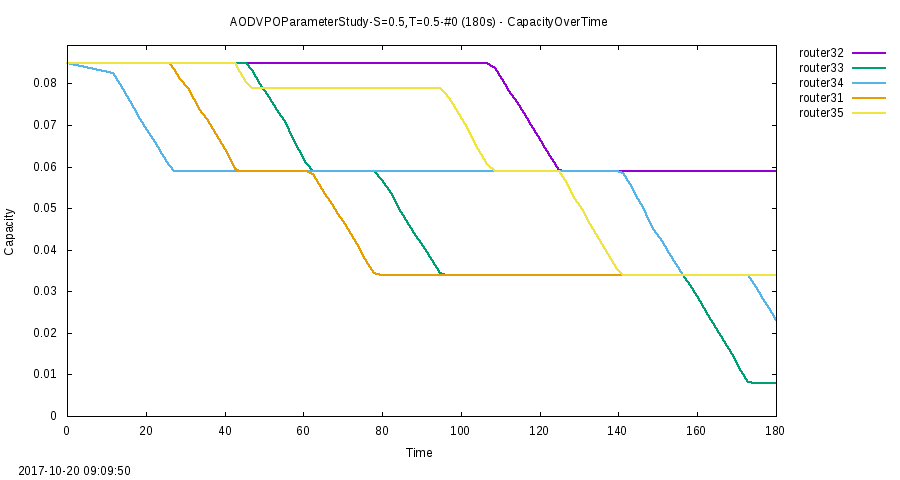 AODVPOParameterStudy-S=0.5,T=0.5-#0 (180s) - CapacityOverTime
router32
router33
router34
router31
router35
0.08
0.07
0.06
0.05
0.04
0.03
0.02
0.01
0
Capacity
0 20 40 60 80 100 120 140 160 180
Time
2017-10-20 09:09:50